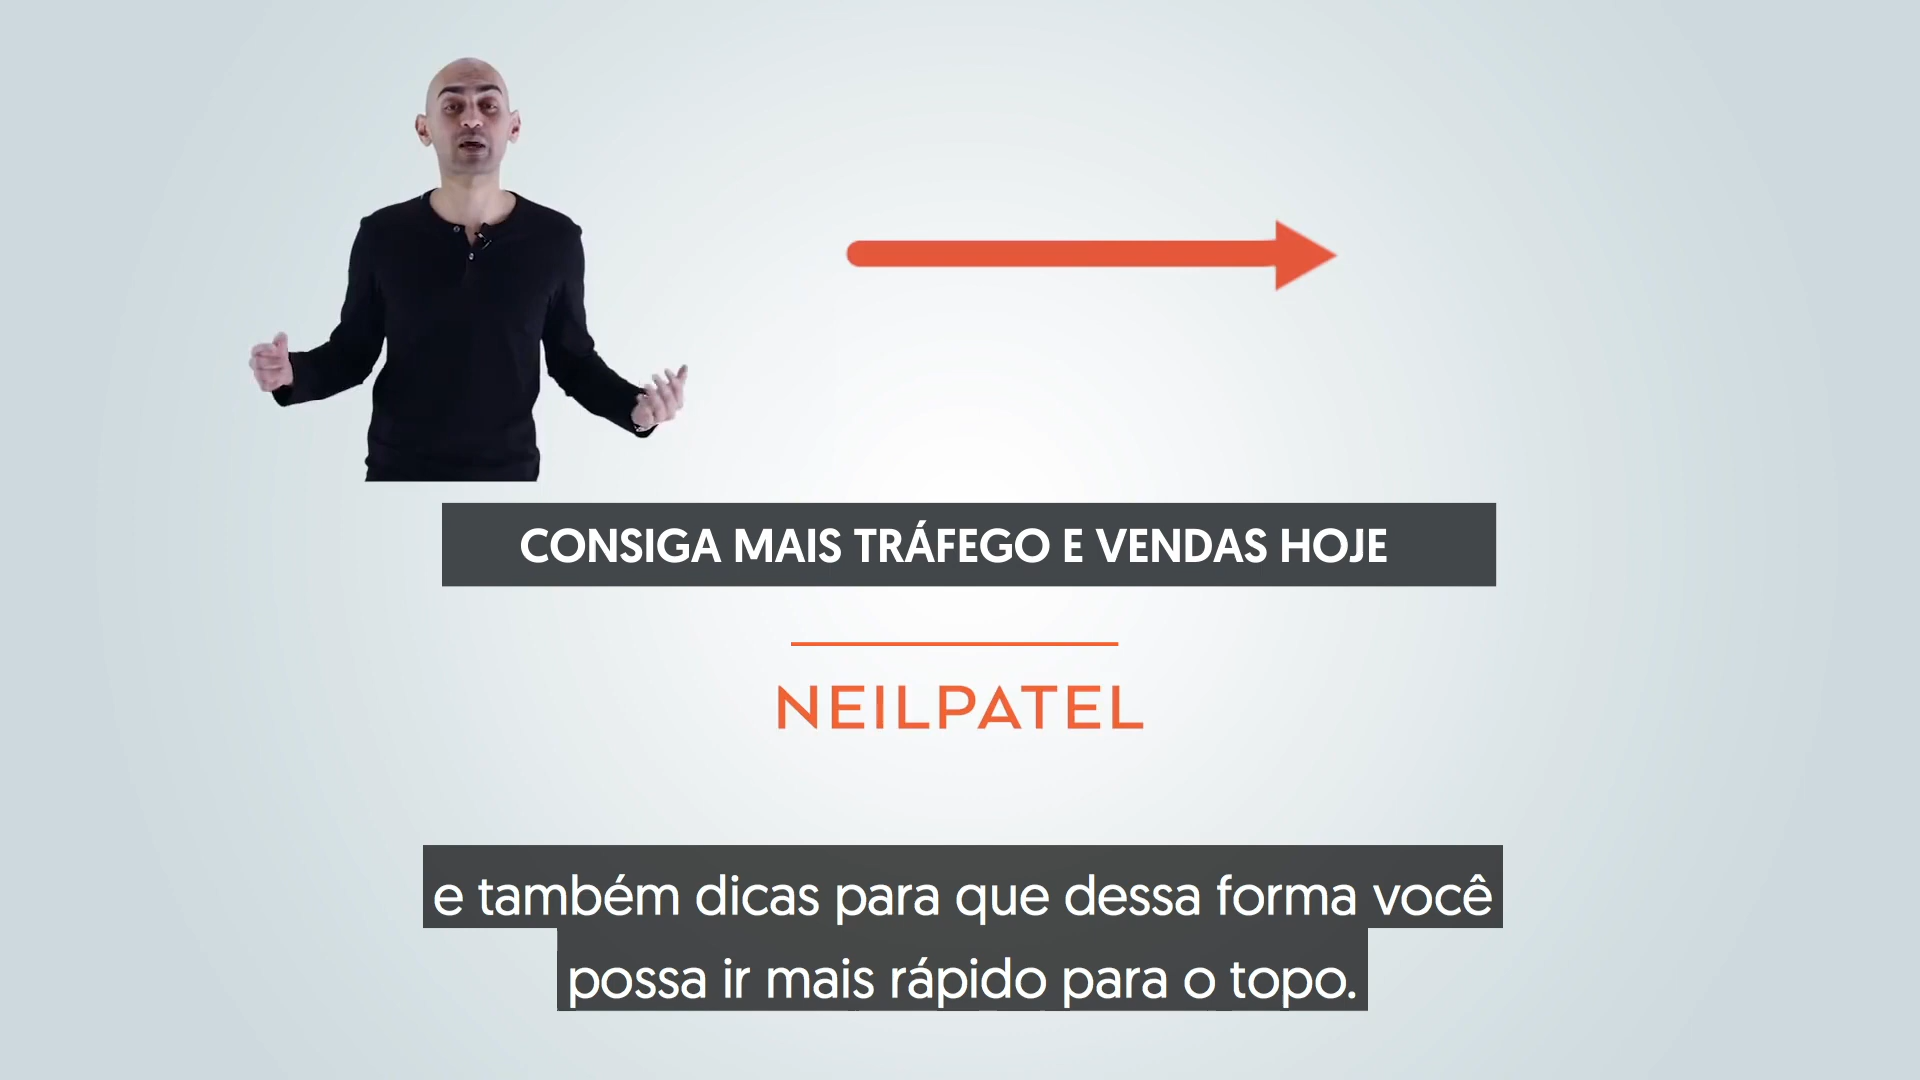 CONSIGA MAIS TRÁFEGO E VENDAS HOJE
NEILPATEL
e também dicas para que dessa forma você
possa ir mais rápido para o topo.